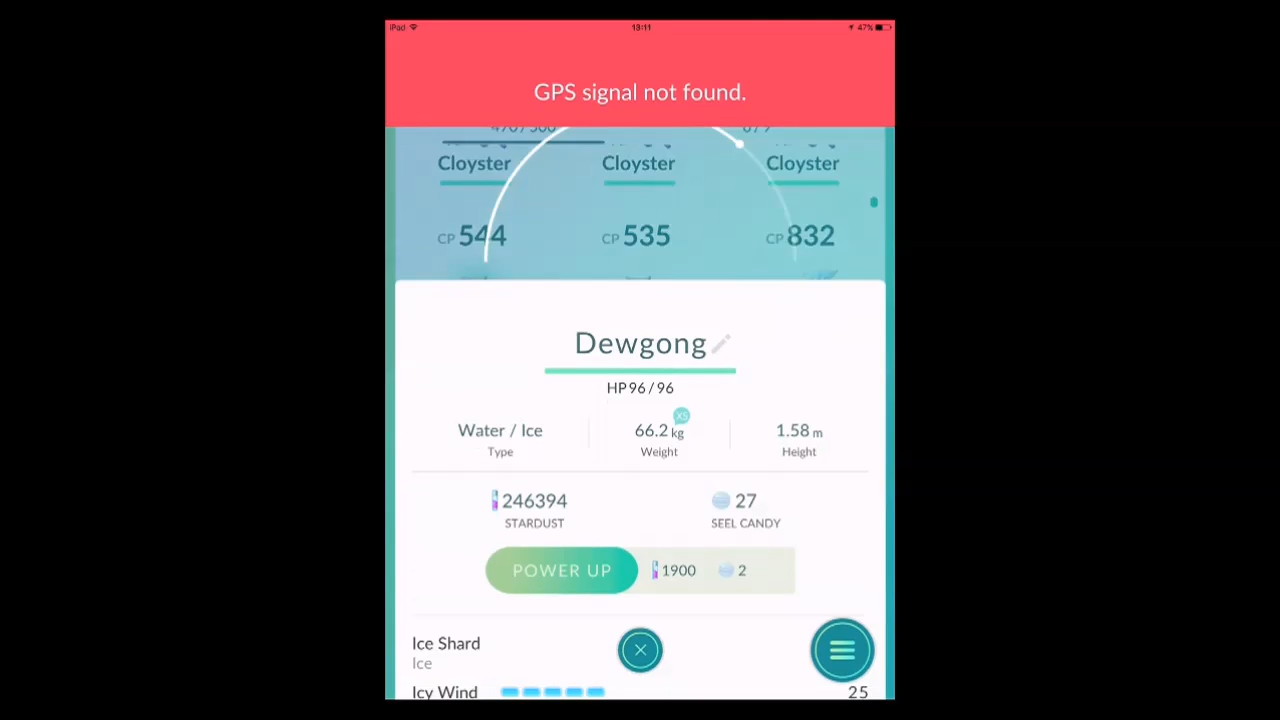 iPad 13:11 47%
GPS signal not found.
Cloyster Cloyster Cloyster
CP 544 CP 535 CP 832
Dewgong
HP 96 / 96
XS
Water / Ice 66.2 kg 1.58 m
Type Weight Height
246394 27
STARDUST SEEL CANDY
POWER UP 1900 2
Ice Shard
Ice
Icy Wind 25